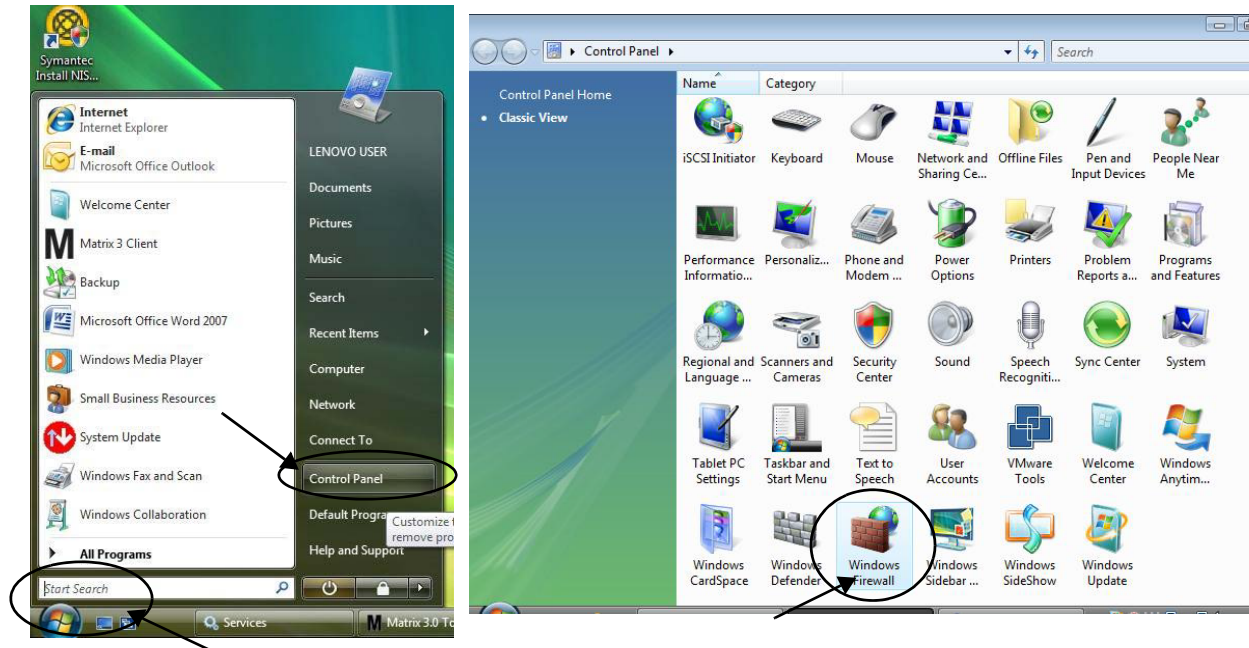 Symantec
Install NIS...
Internet
Internet Explorer
E-mail
Microsoft Office Outlook
Welcome Center
Matrix 3 Client
Backup
Microsoft Office Word 2007
Windows Media Player
Small Business Resources
System Update
Windows Fax and Scan
Windows Collaboration
All Programs
Start Search
LENOVO USER
Documents
Pictures
Music
Search
Recent Items
Computer
Network
Connect To
Control Panel
Default Progra
Customize t
remove pro
Help and Support
Services
M Matrix 3.0 To
Control Panel
Search
Control Panel Home
Classic View
Name Category
iSCSI Initiator Keyboard Mouse Network and Offline Files Pen and People Near
Sharing Ce... Input Devices Me
Performance Personaliz... Phone and Power Printers Problem Programs
Informatio... Modem ... Options Reports a... and Features
Regional and Scanners and Security Sound Speech Sync Center System
Language ... Cameras Center Recogniti...
Tablet PC Taskbar and Text to User VMware Welcome Windows
Settings Start Menu Speech Accounts Tools Center Anytim...
Windows Windows Windows Windows Windows Windows
CardSpace Defender Firewall Sidebar ... SideShow Update